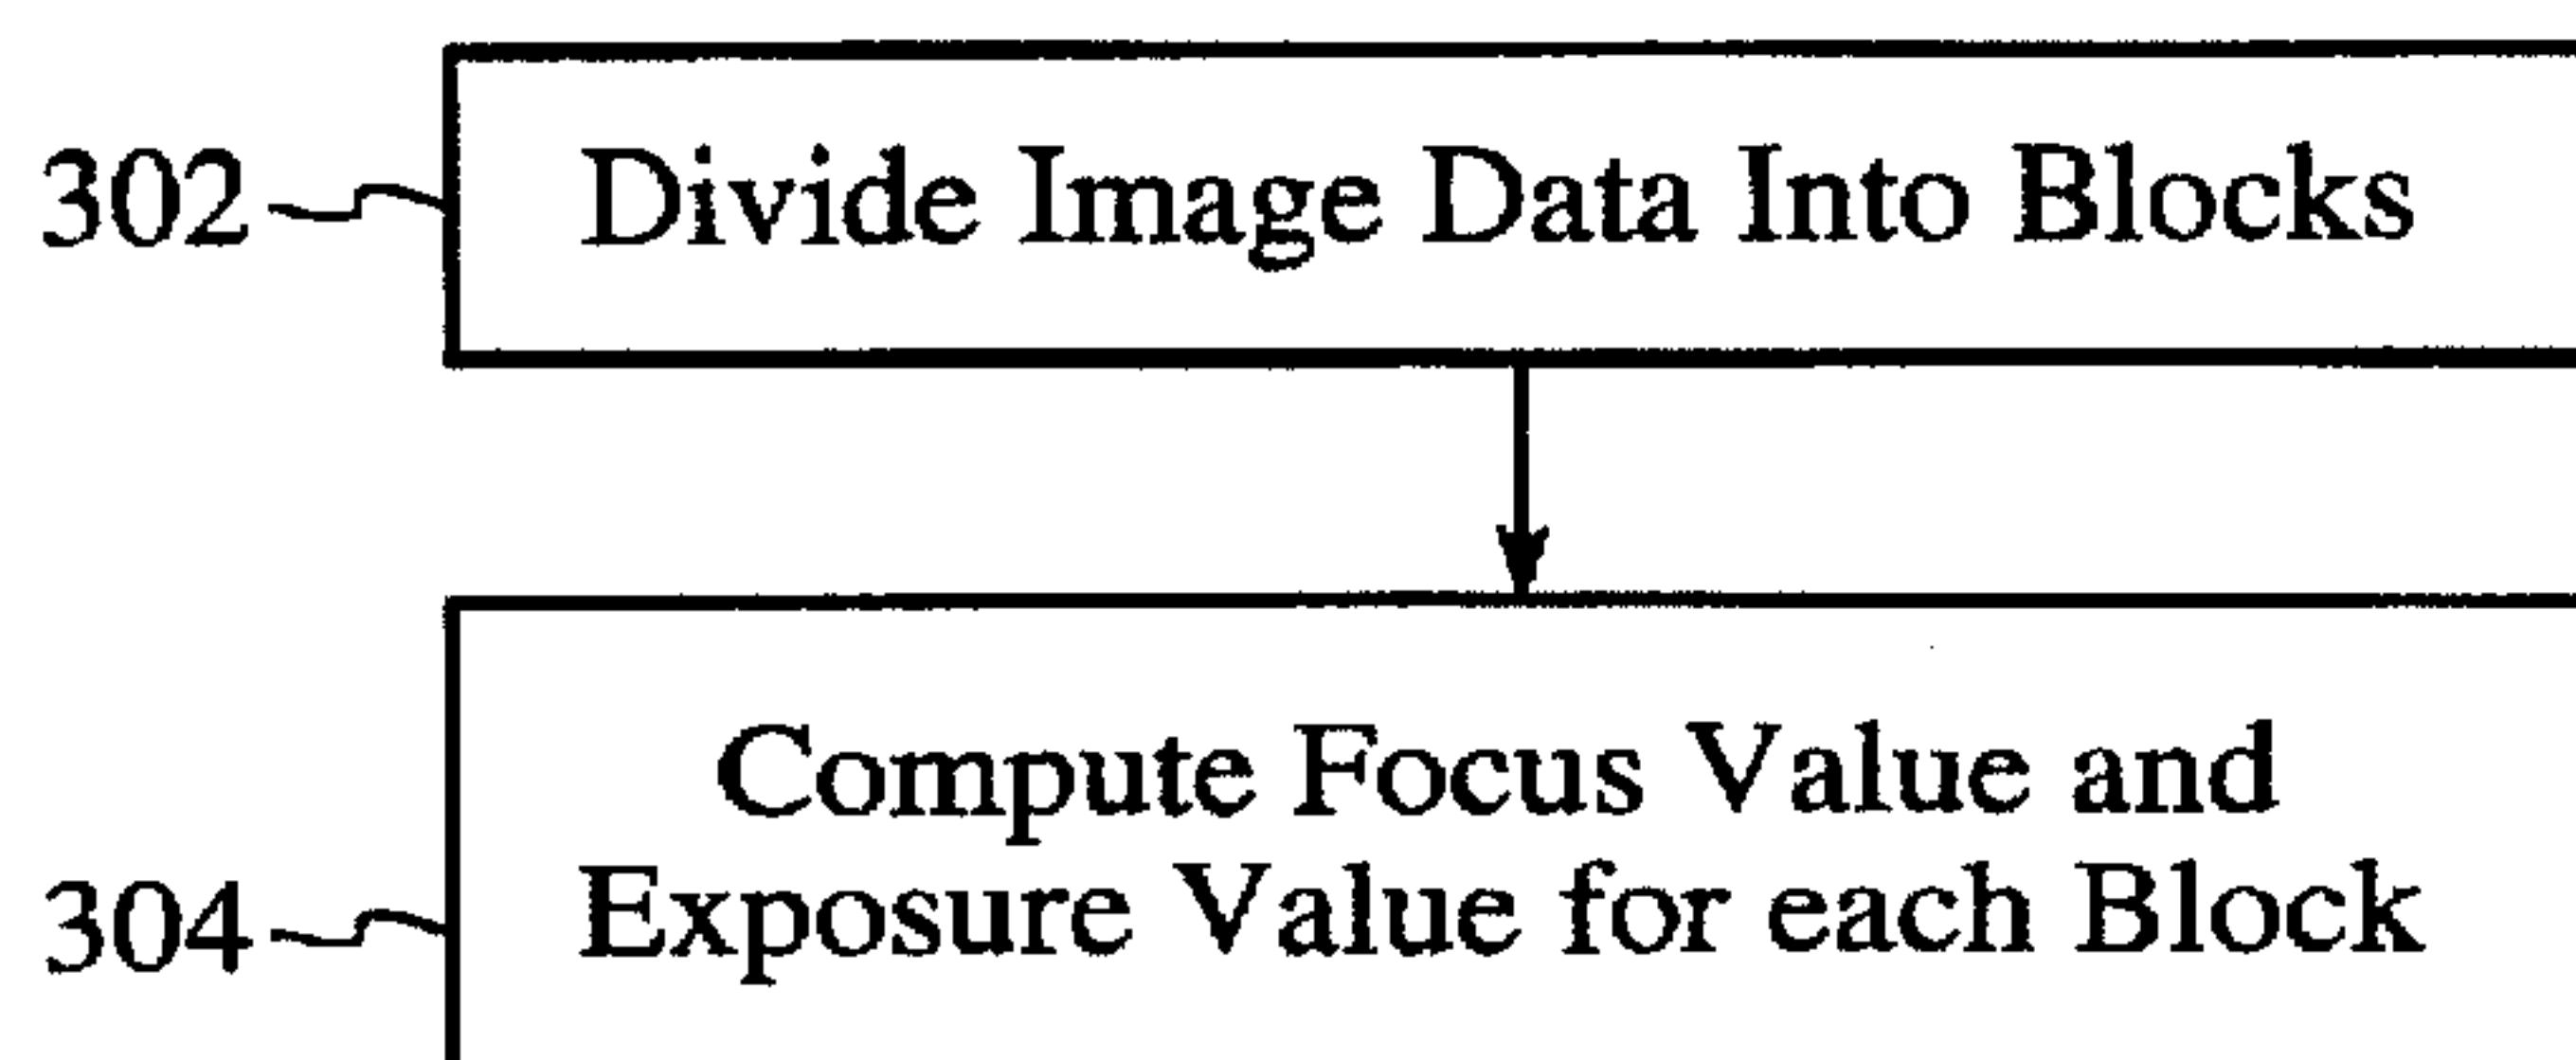 302 Divide Image Data Into Blocks
Compute Focus Value and
304 Exposure Value for each Block